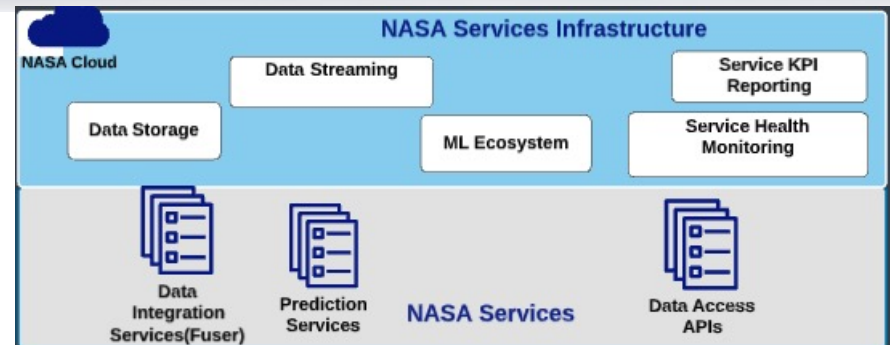 NASA Services Infrastructure
NASA Cloud
Data Streaming
Service KPI
Reporting
Data Storage
ML Ecosystem
Service Health
Monitoring
Data
Integration
Services(Fuser)
Prediction
Services
NASA Services
Data Access
APIs